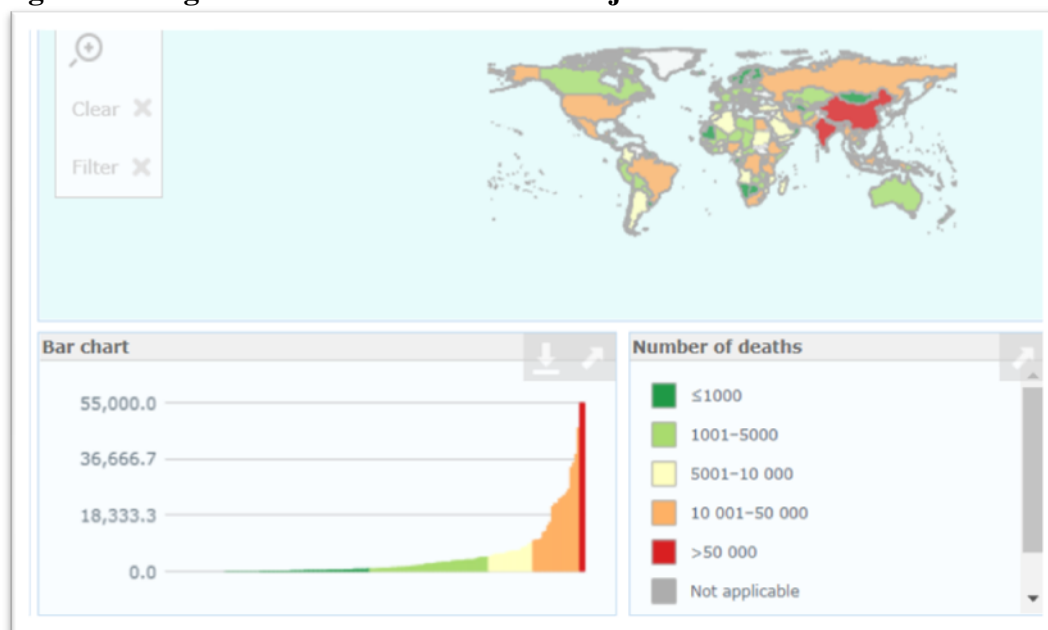 Clear
Filter
Bar chart
55,000.0
36,666.7
18,333.3
0.0
Number of deaths
≤1000
1001–5000
5001–10 000
10 001–50 000
>50 000
Not applicable